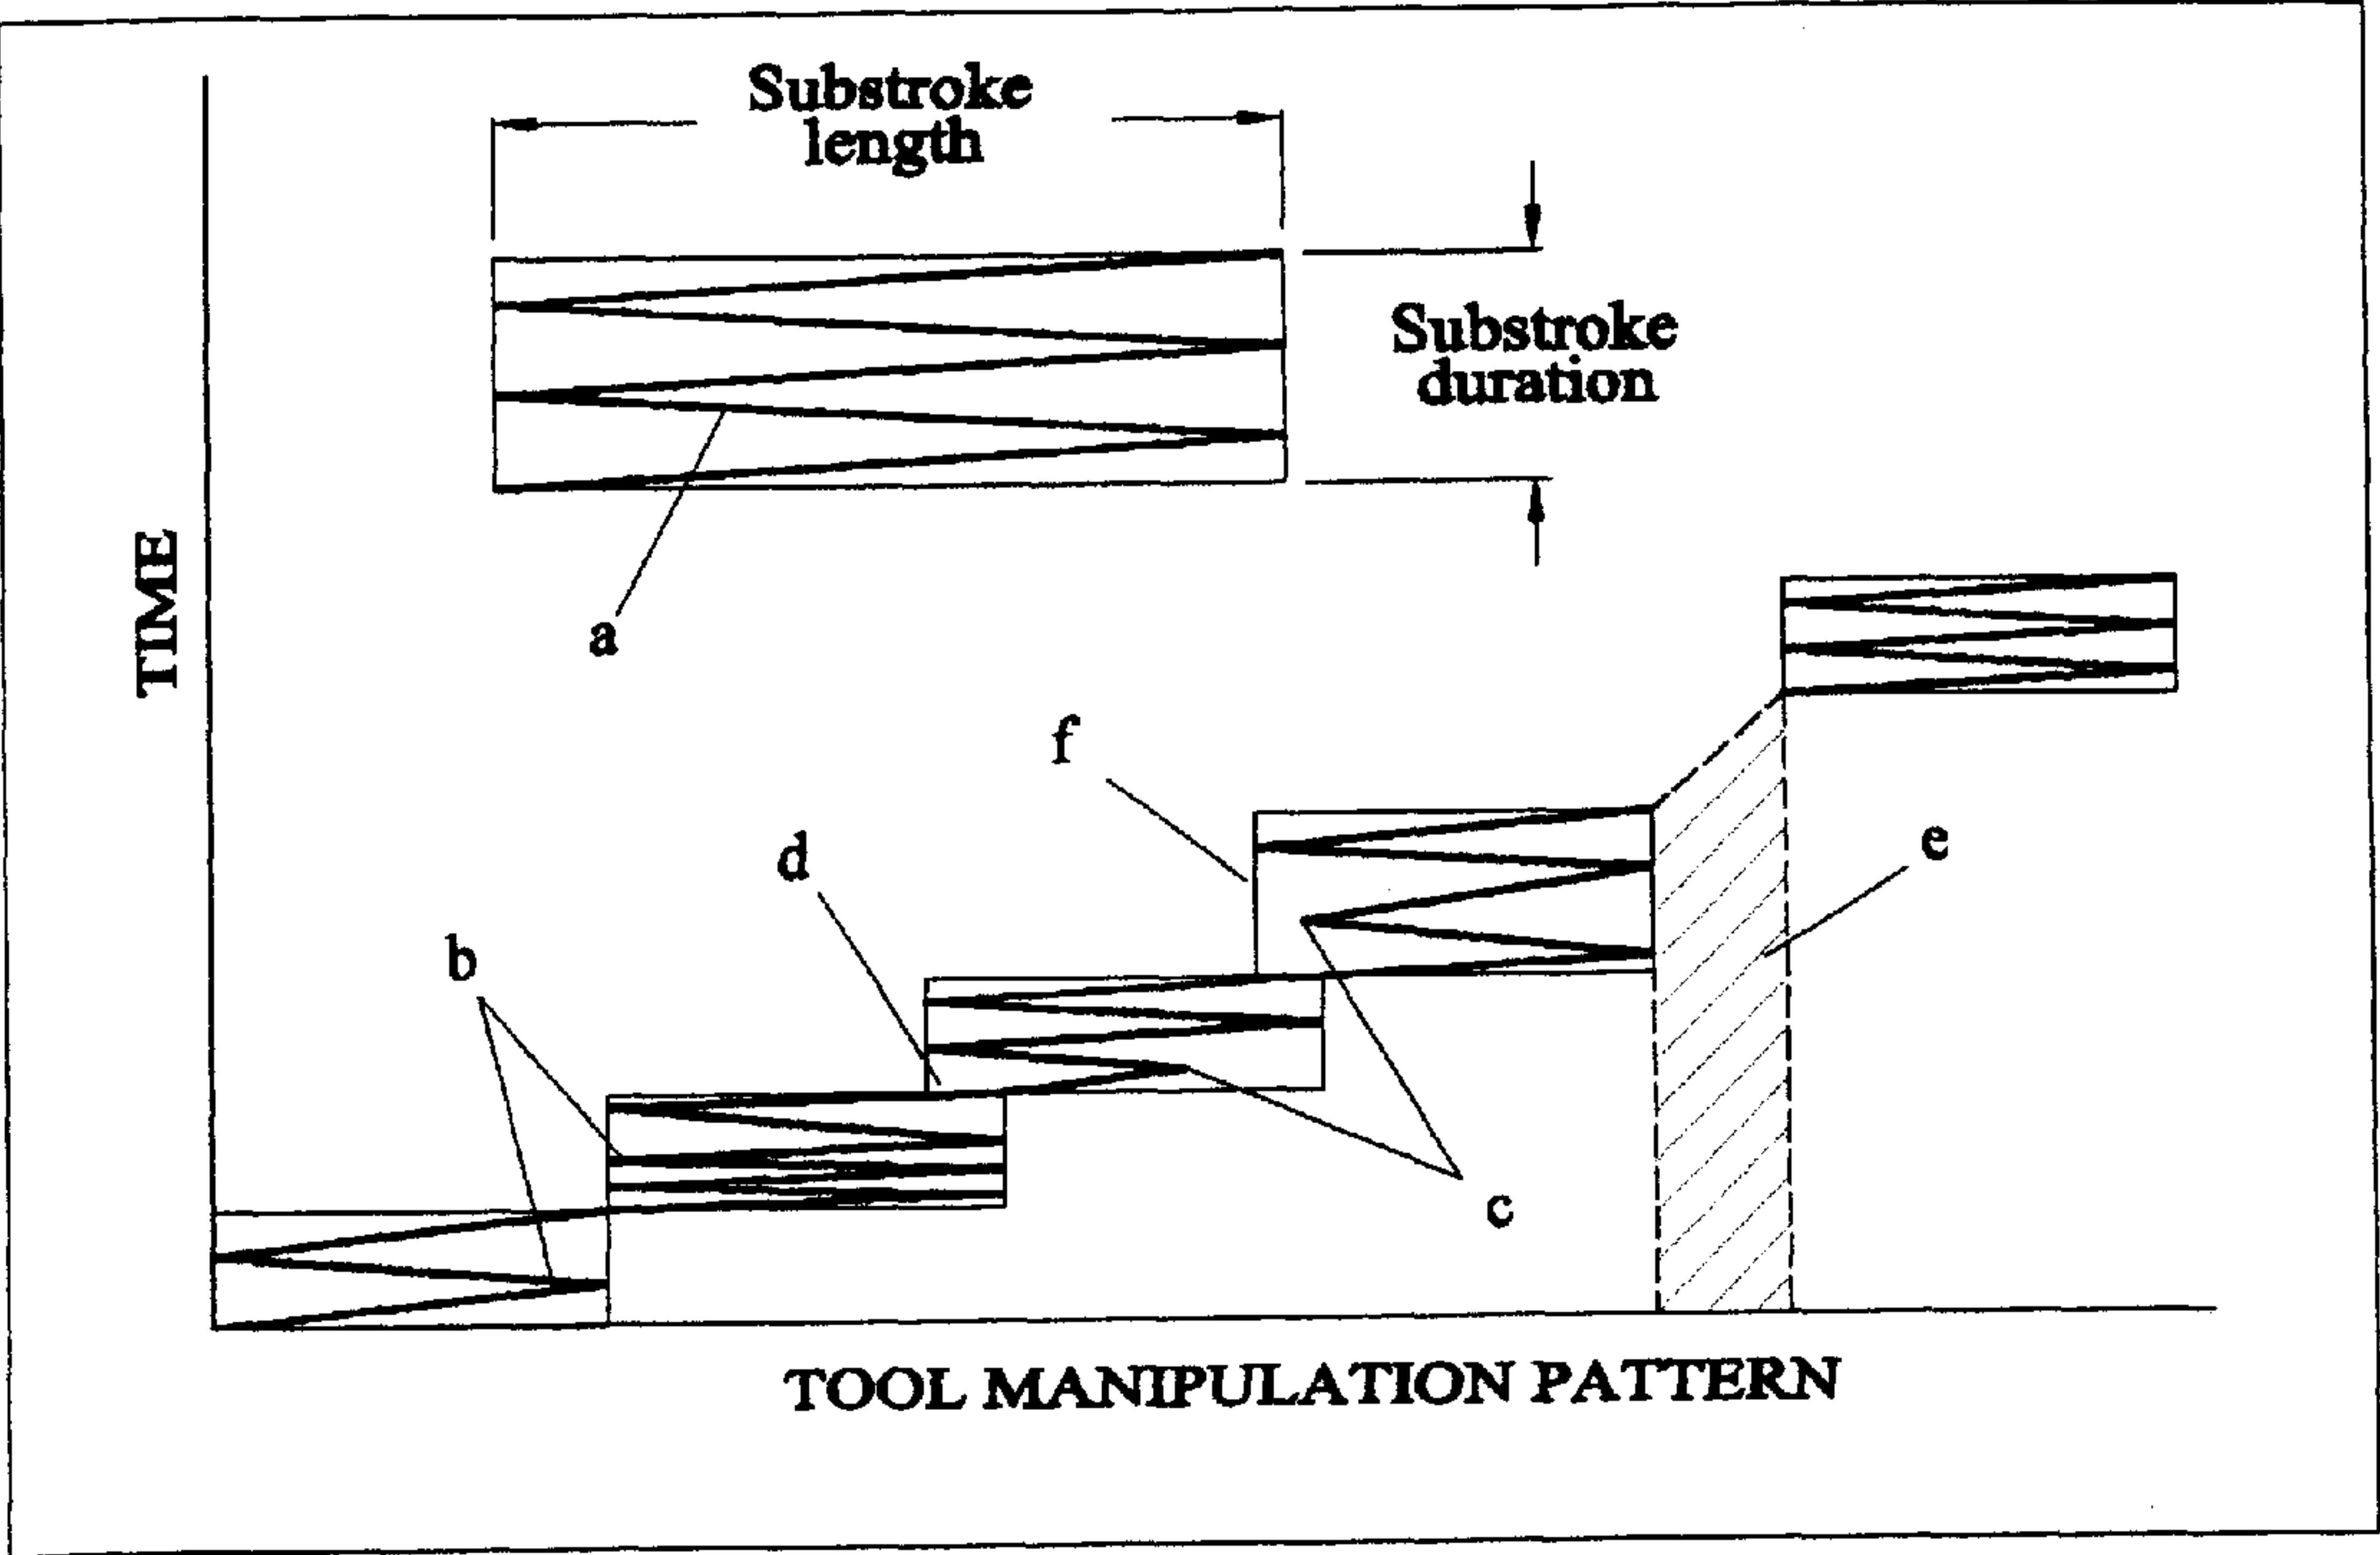 Substroke
length
Substroke
duration
TIME
a
f
d
e
b
c
TOOL MANIPULATION PATTERN